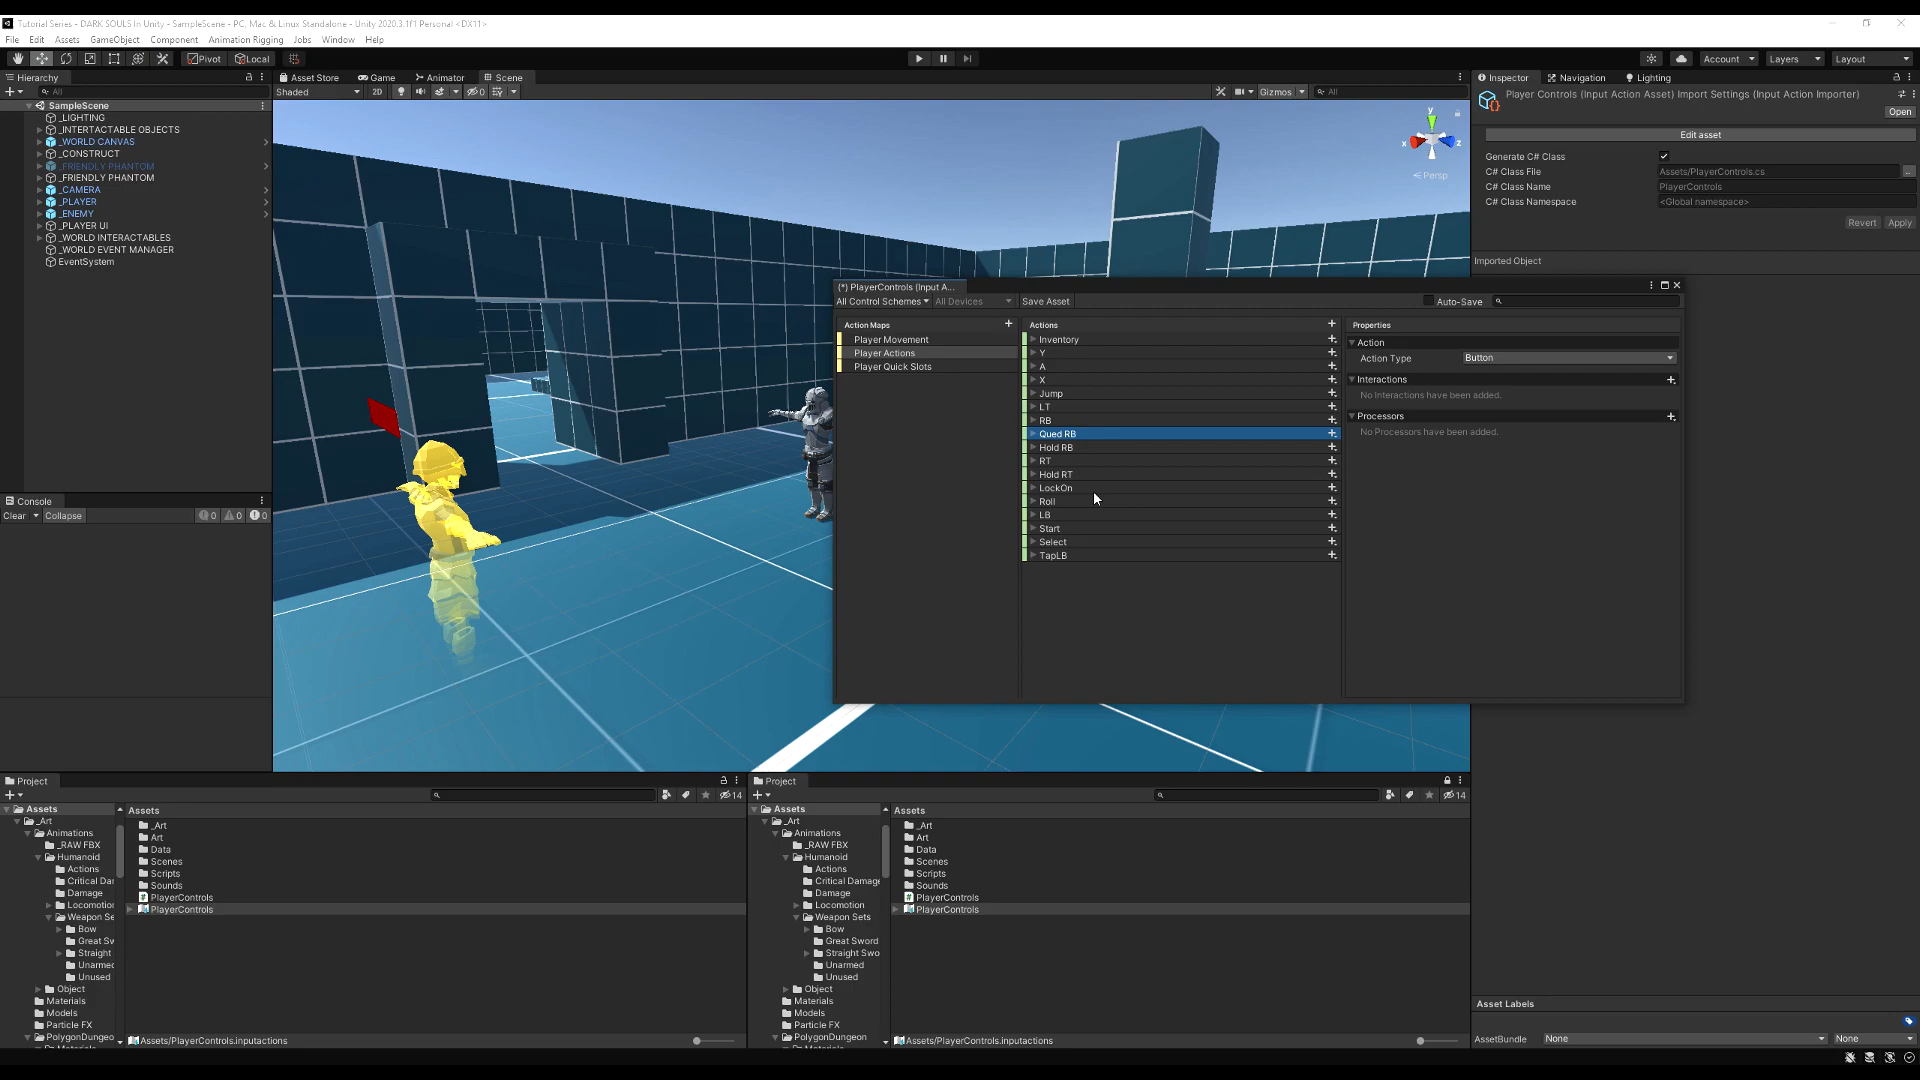 Tutorial Series - DARK SOULS In Unity - SampleScene - PC, Mac & Linux Standalone - Unity 2020.3.1f1 Personal <DX11>
File Edit Assets GameObject Component Animation Rigging Jobs Window Help
Pivot Local Account Layers Layout
Hierarchy
All
SampleScene
_LIGHTING
_INTERTACTABLE OBJECTS
_WORLD CANVAS
_CONSTRUCT
_FRIENDLY PHANTOM
_FRIENDLY PHANTOM
_CAMERA
_PLAYER
_ENEMY
_PLAYER UI
_WORLD INTERACTABLES
_WORLD EVENT MANAGER
EventSystem
Console
Clear Collapse 0 0 0
Asset Store Game Animator Scene
Shaded 2D 0 Gizmos All
y
x z
Persp
(*) PlayerControls (Input A...
All Control Schemes All Devices Save Asset Auto-Save
Action Maps
Player Movement
Player Actions
Player Quick Slots
Actions
Inventory
Y
A
X
Jump
LT
RB
Qued RB
Hold RB
RT
Hold RT
LockOn
Roll
LB
Start
Select
TapLB
Properties
Action
Action Type Button
Interactions
No Interactions have been added.
Processors
No Processors have been added.
Inspector Navigation Lighting
Player Controls (Input Action Asset) Import Settings (Input Action Importer)
Open
Edit asset
Generate C# Class
C# Class File Assets/PlayerControls.cs ...
C# Class Name PlayerControls
C# Class Namespace <Global namespace>
Revert Apply
Imported Object
Project
14
Assets
_Art
Animations
_RAW FBX
Humanoid
Actions
Critical Dar
Damage
Locomotion
Weapon Se
Bow
Great Sv
Straight
Unarmed
Unused
Object
Materials
Models
Particle FX
PolygonDungeon
Assets
_Art
Art
Data
Scenes
Scripts
Sounds
PlayerControls
PlayerControls
Assets/PlayerControls.inputactions
Project
14
Assets
_Art
Animations
_RAW FBX
Humanoid
Actions
Critical Damage
Damage
Locomotion
Weapon Sets
Bow
Great Sword
Straight Swo
Unarmed
Unused
Object
Materials
Models
Particle FX
PolygonDungeon
Assets
_Art
Art
Data
Scenes
Scripts
Sounds
PlayerControls
PlayerControls
Assets/PlayerControls.inputactions
Asset Labels
AssetBundle None None